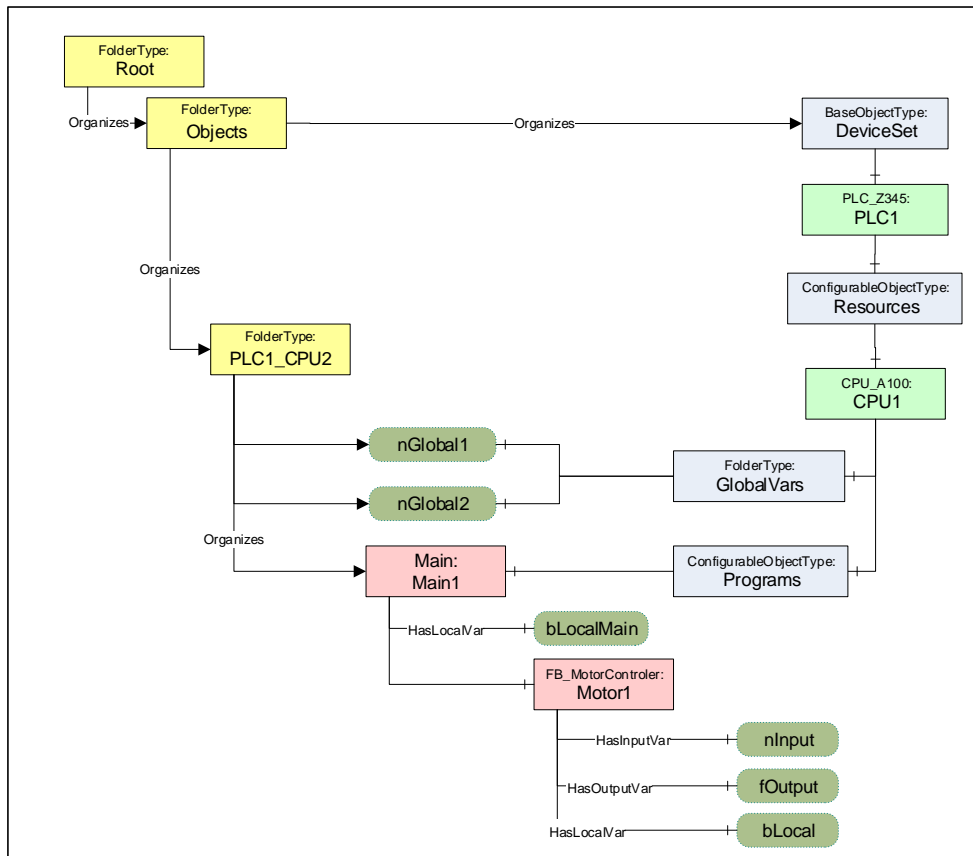 FolderType:
Root
Organizes
FolderType:
Objects
Organizes
BaseObjectType:
DeviceSet
PLC_Z345:
PLC1
Organizes
ConfigurableObjectType:
Resources
FolderType:
PLC1_CPU2
CPU_A100:
CPU1
nGlobal1
FolderType:
GlobalVars
nGlobal2
Organizes
Main:
Main1
ConfigurableObjectType:
Programs
HasLocalVar
bLocalMain
FB_MotorControler:
Motor1
HasInputVar
nInput
HasOutputVar
fOutput
HasLocalVar
bLocal